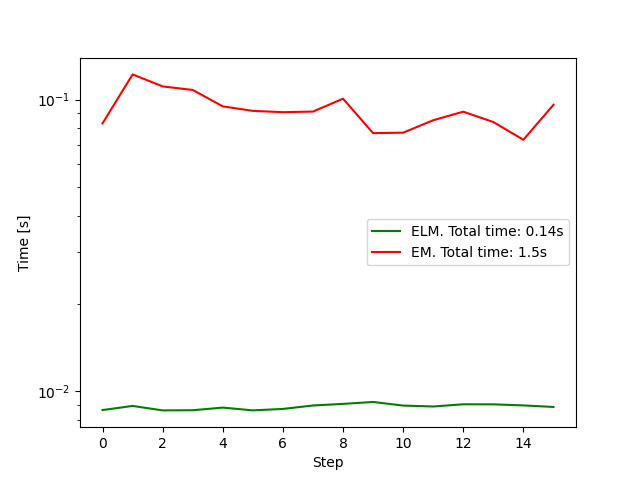 10⁻¹
10⁻²
Time [s]
ELM. Total time: 0.14s
EM. Total time: 1.5s
0 2 4 6 8 10 12 14
Step